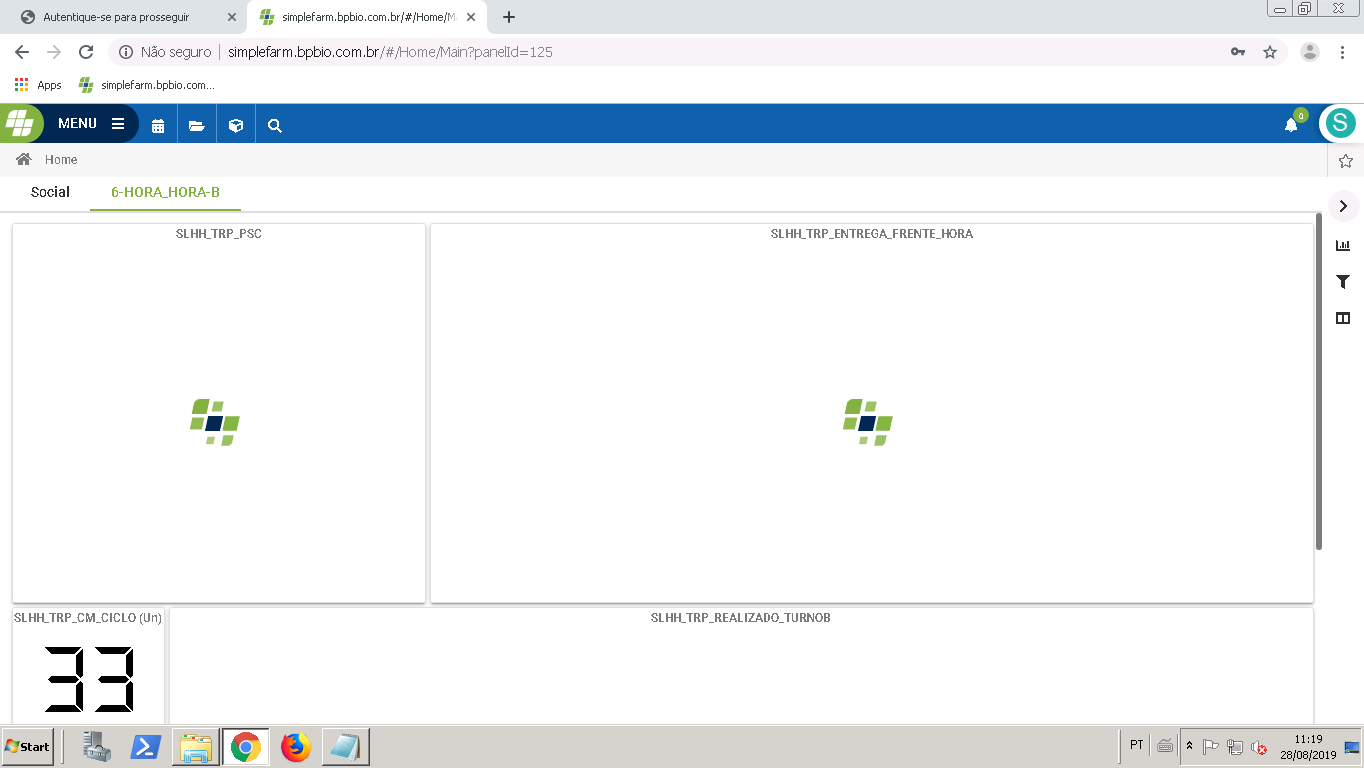 Autentique-se para prosseguir
simplefarm.bpbio.com.br/#/Home/M
Não seguro
simplefarm.bpbio.com.br/#/Home/Main?panelId=125
Apps
simplefarm.bpbio.com...
MENU
0
S
Home
Social
6-HORA_HORA-B
SLHH_TRP_PSC
SLHH_TRP_ENTREGA_FRENTE_HORA
SLHH_TRP_CM_CICLO (Un)
SLHH_TRP_REALIZADO_TURNOB
33
Start
PT
11:19
28/08/2019